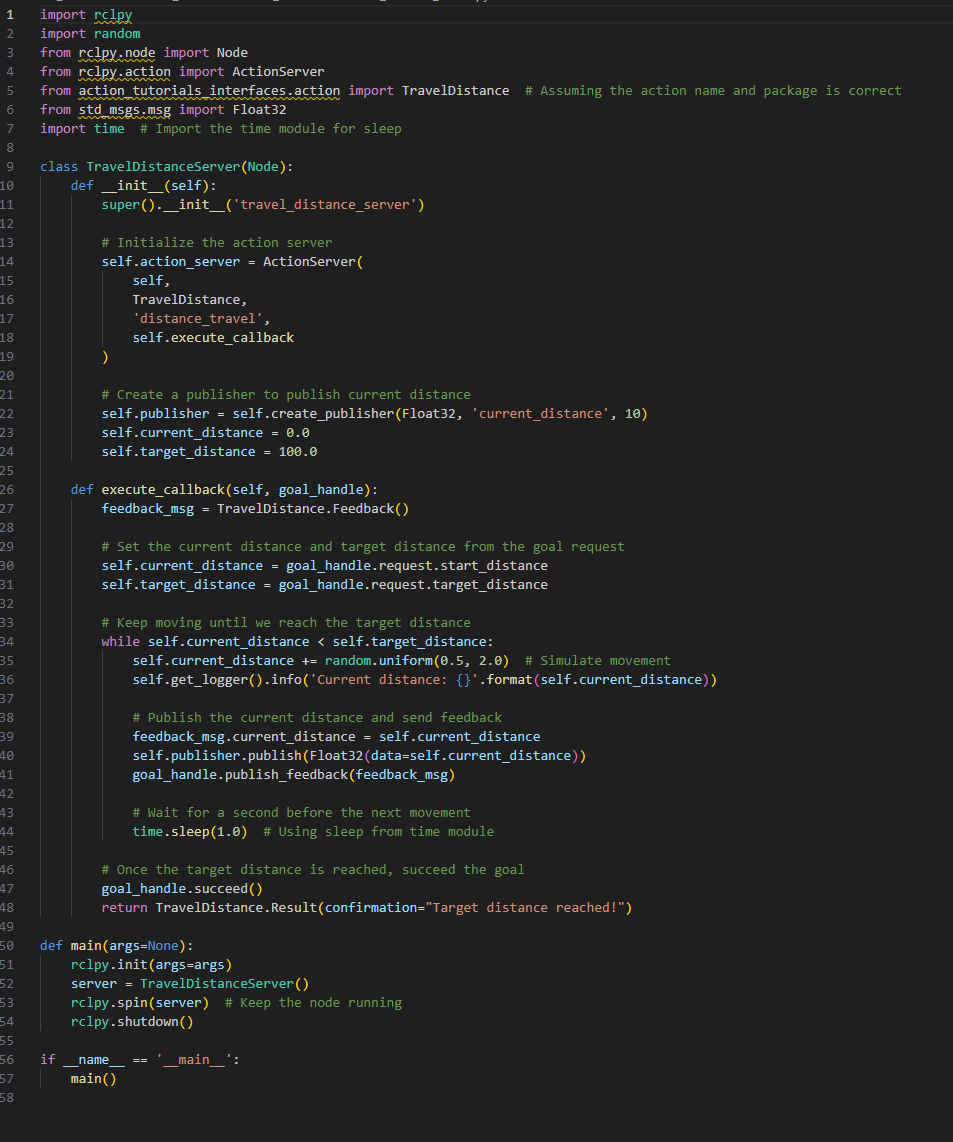 1 import rclpy
2 import random
3 from rclpy.node import Node
4 from rclpy.action import ActionServer
5 from action_tutorials_interfaces.action import TravelDistance  # Assuming the action name and package is correct
6 from std_msgs.msg import Float32
7 import time  # Import the time module for sleep
8
9 class TravelDistanceServer(Node):
10     def __init__(self):
11         super().__init__('travel_distance_server')
12
13         # Initialize the action server
14         self.action_server = ActionServer(
15             self,
16             TravelDistance,
17             'distance_travel',
18             self.execute_callback
19         )
20
21         # Create a publisher to publish current distance
22         self.publisher = self.create_publisher(Float32, 'current_distance', 10)
23         self.current_distance = 0.0
24         self.target_distance = 100.0
25
26     def execute_callback(self, goal_handle):
27         feedback_msg = TravelDistance.Feedback()
28
29         # Set the current distance and target distance from the goal request
30         self.current_distance = goal_handle.request.start_distance
31         self.target_distance = goal_handle.request.target_distance
32
33         # Keep moving until we reach the target distance
34         while self.current_distance < self.target_distance:
35             self.current_distance += random.uniform(0.5, 2.0)  # Simulate movement
36             self.get_logger().info('Current distance: {}'.format(self.current_distance))
37
38             # Publish the current distance and send feedback
39             feedback_msg.current_distance = self.current_distance
40             self.publisher.publish(Float32(data=self.current_distance))
41             goal_handle.publish_feedback(feedback_msg)
42
43             # Wait for a second before the next movement
44             time.sleep(1.0)  # Using sleep from time module
45
46         # Once the target distance is reached, succeed the goal
47         goal_handle.succeed()
48         return TravelDistance.Result(confirmation="Target distance reached!")
49
50 def main(args=None):
51     rclpy.init(args=args)
52     server = TravelDistanceServer()
53     rclpy.spin(server)  # Keep the node running
54     rclpy.shutdown()
55
56 if __name__ == '__main__':
57     main()
58